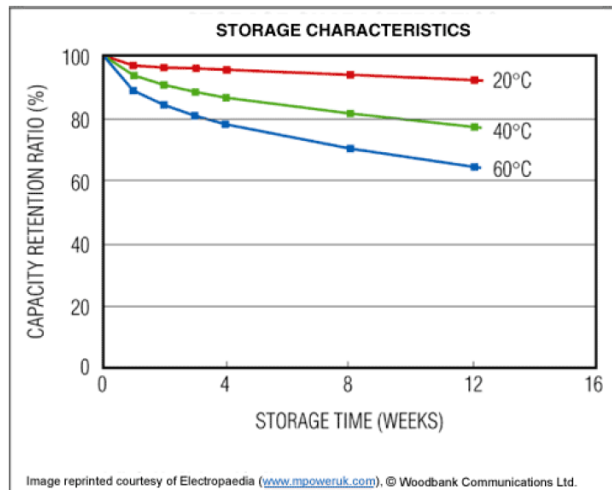 STORAGE CHARACTERISTICS
CAPACITY RETENTION RATIO (%)
100
80
60
40
20
0
20°C
40°C
60°C
0 4 8 12 16
STORAGE TIME (WEEKS)
Image reprinted courtesy of Electropaedia (www.mpoweruk.com), © Woodbank Communications Ltd.